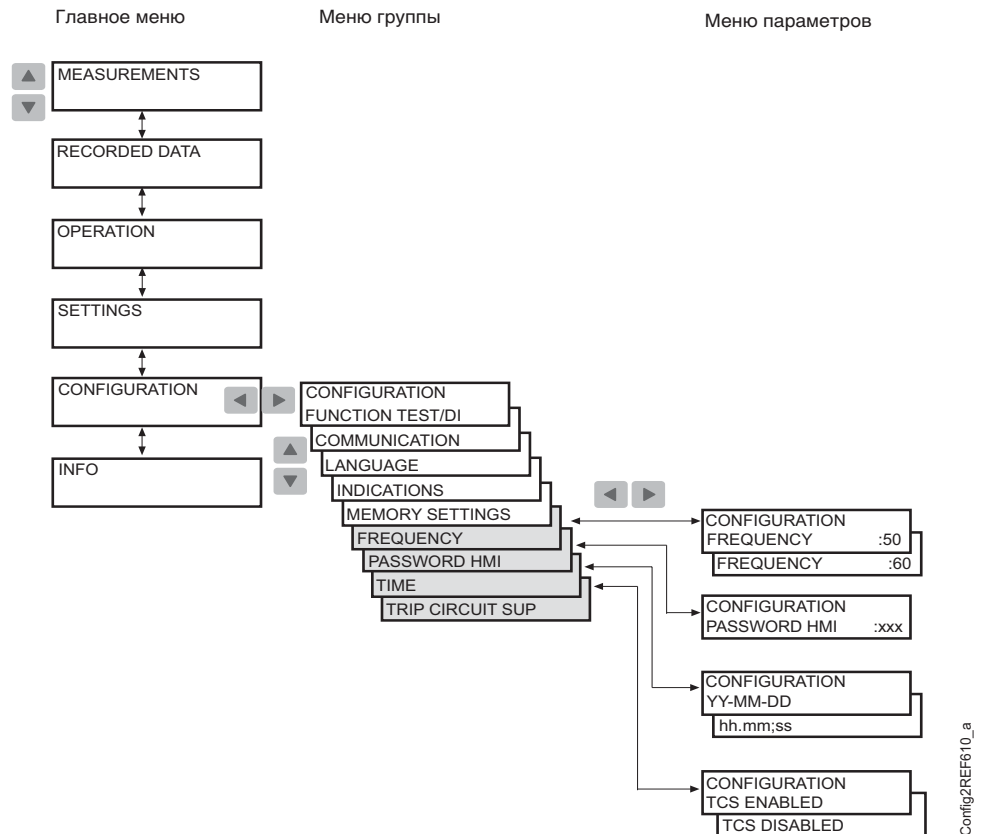 Главное меню
Меню группы
Меню параметров
MEASUREMENTS
RECORDED DATA
OPERATION
SETTINGS
CONFIGURATION
INFO
CONFIGURATION
FUNCTION TEST/DI
COMMUNICATION
LANGUAGE
INDICATIONS
MEMORY SETTINGS
FREQUENCY
PASSWORD HMI
TIME
TRIP CIRCUIT SUP
CONFIGURATION
FREQUENCY :50
FREQUENCY :60
CONFIGURATION
PASSWORD HMI :xxx
CONFIGURATION
YY-MM-DD
hh.mm;ss
CONFIGURATION
TCS ENABLED
TCS DISABLED
Config2REF610_a